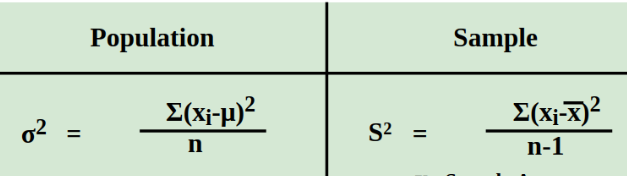 Population
Sample
σ² = Σ(xᵢ-μ)² / n
S² = Σ(xᵢ-x̅)² / n-1